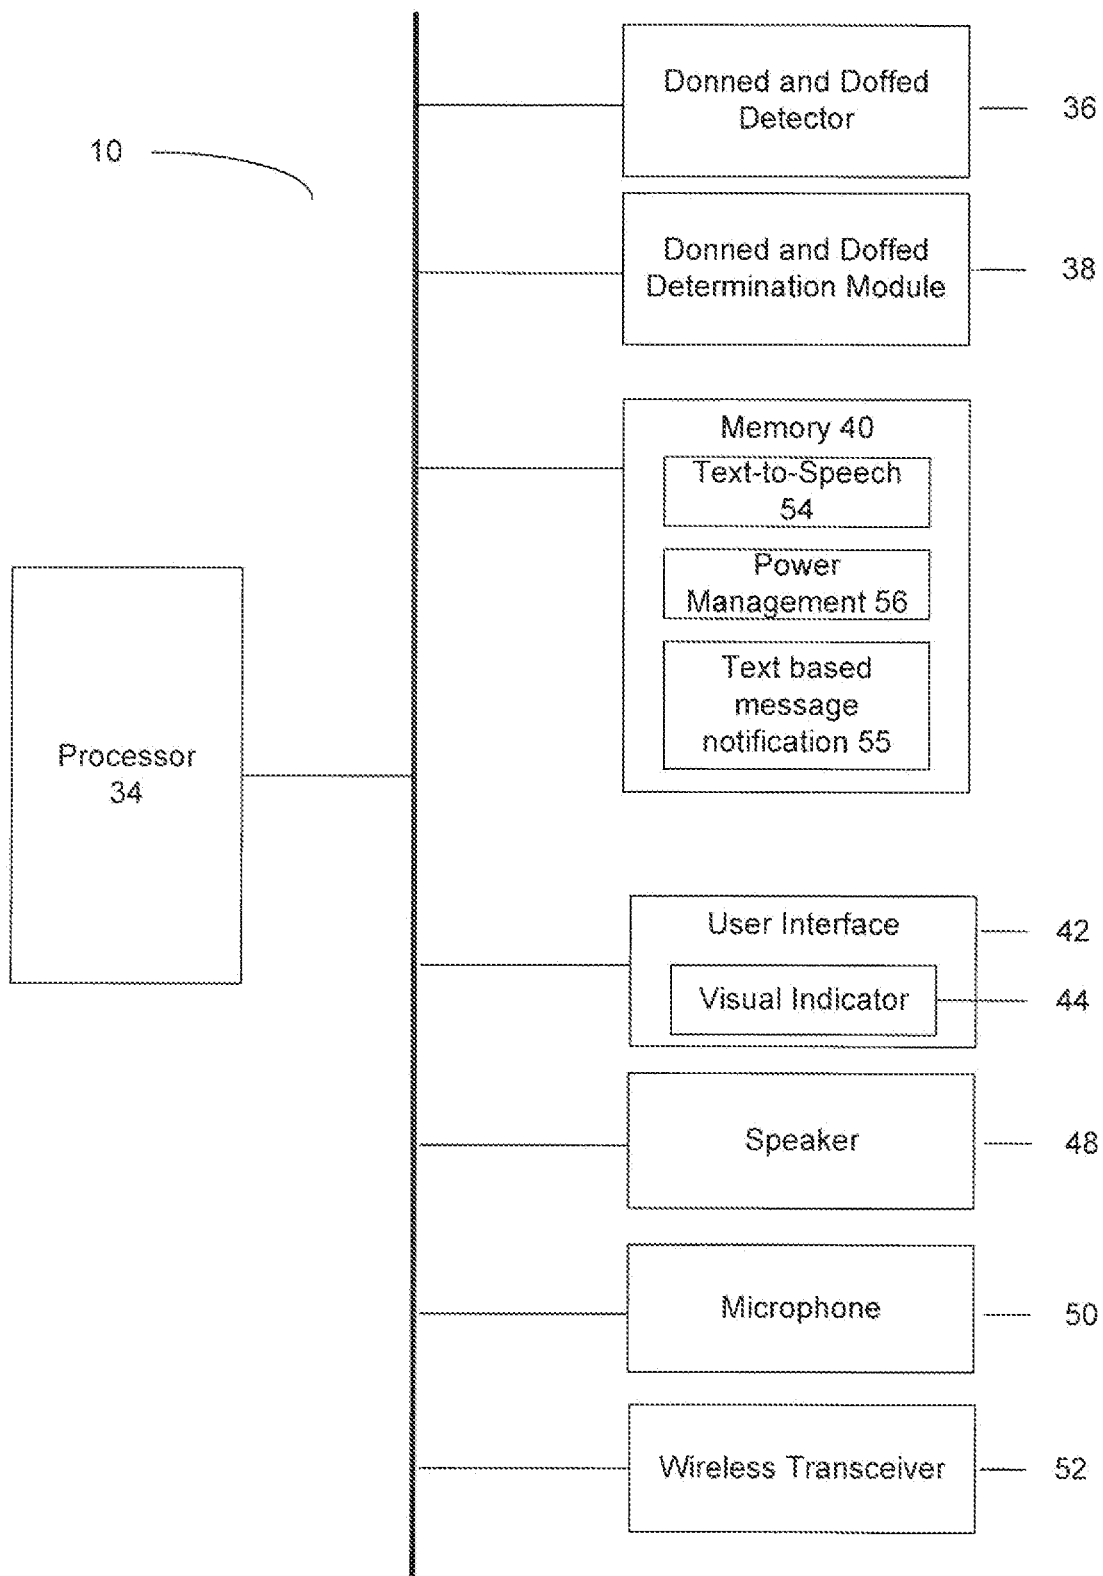 Donned and Doffed
Detector
36
10
Donned and Doffed
Determination Module
38
Memory 40
Text-to-Speech
54
Power
Management 56
Text based
message
notification 55
Processor
34
User Interface
42
Visual Indicator
44
Speaker
48
Microphone
50
Wireless Transceiver
52